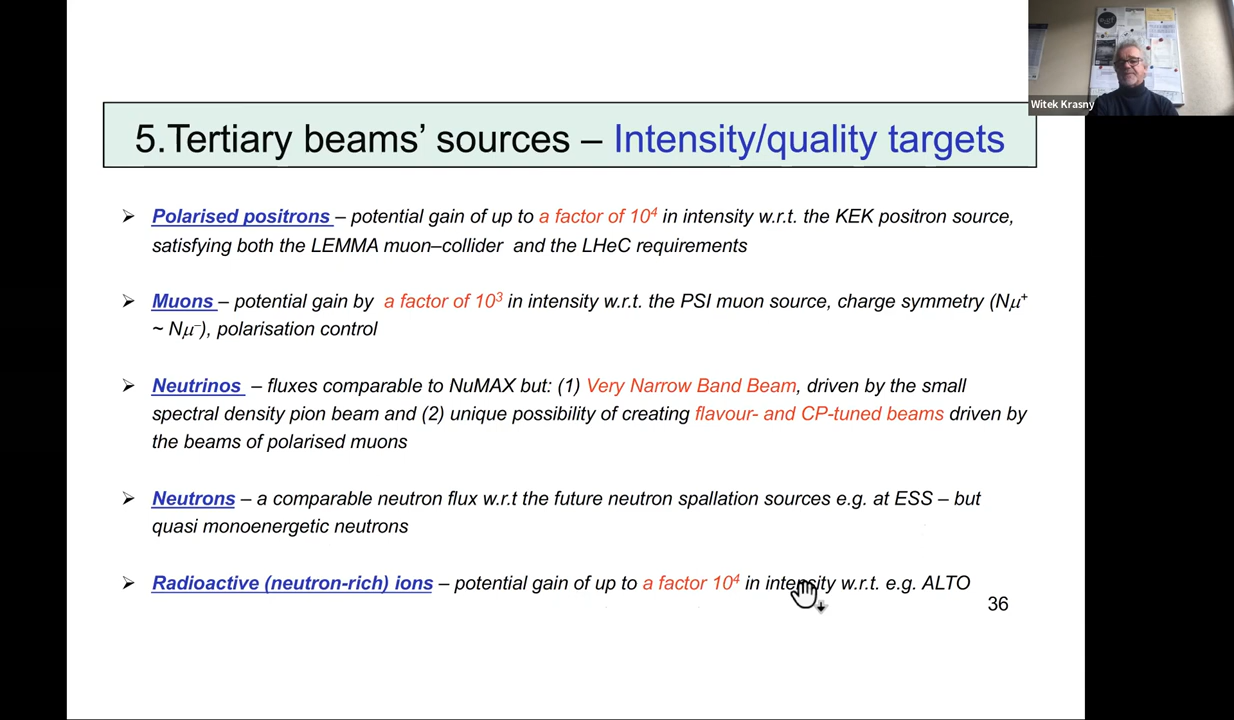 Witek Krasny
5.Tertiary beams’ sources – Intensity/quality targets
➢ Polarised positrons – potential gain of up to a factor of 10⁴ in intensity w.r.t. the KEK positron source,
satisfying both the LEMMA muon–collider and the LHeC requirements
➢ Muons – potential gain by a factor of 10³ in intensity w.r.t. the PSI muon source, charge symmetry (Nμ⁺
~ Nμ⁻), polarisation control
➢ Neutrinos – fluxes comparable to NuMAX but: (1) Very Narrow Band Beam, driven by the small
spectral density pion beam and (2) unique possibility of creating flavour- and CP-tuned beams driven by
the beams of polarised muons
➢ Neutrons – a comparable neutron flux w.r.t the future neutron spallation sources e.g. at ESS – but
quasi monoenergetic neutrons
➢ Radioactive (neutron-rich) ions – potential gain of up to a factor 10⁴ in intensity w.r.t. e.g. ALTO
36